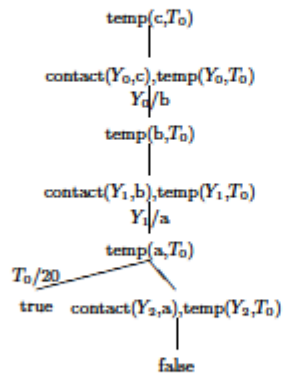 temp(c,T₀)
contact(Y₀,c),temp(Y₀,T₀)
Y₀/b
temp(b,T₀)
contact(Y₁,b),temp(Y₁,T₀)
Y₁/a
temp(a,T₀)
T₀/20
true contact(Y₂,a),temp(Y₂,T₀)
false